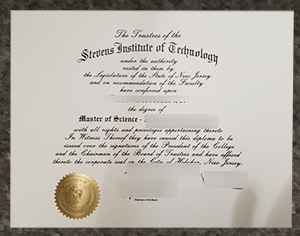 The Trustees of the
Stevens Institute of Technology
under the authority
vested in them by
the Legislature of the State of New Jersey
and on recommendation of the Faculty
have conferred upon
the degree of
Master of Science -
with all rights and privileges appertaining thereto
In Witness Thereof they have caused this diploma to be
issued over the signatures of the President of the College
and the Chairman of the Board of Trustees and have affixed
thereto the corporate seal in the City of Hoboken, New Jersey,
Chairman of the Board